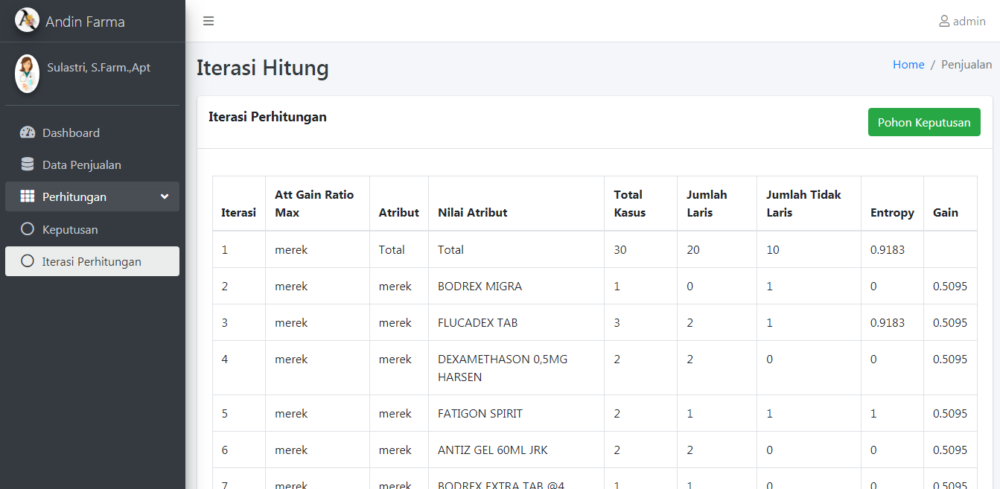 Andin Farma
admin
Sulastri, S.Farm.,Apt
Iterasi Hitung
Home / Penjualan
Iterasi Perhitungan
Pohon Keputusan
Dashboard
Data Penjualan
Perhitungan
Keputusan
Iterasi Perhitungan
Iterasi Att Gain Ratio Max Atribut Nilai Atribut Total Kasus Jumlah Laris Jumlah Tidak Laris Entropy Gain
1 merek Total Total 30 20 10 0.9183
2 merek merek BODREX MIGRA 1 0 1 0 0.5095
3 merek merek FLUCADEX TAB 3 2 1 0.9183 0.5095
4 merek merek DEXAMETHASON 0,5MG 2 2 0 0 0.5095
HARSEN
5 merek merek FATIGON SPIRIT 2 1 1 1 0.5095
6 merek merek ANTIZ GEL 60ML JRK 2 2 0 0 0.5095
7 merek merek BODREX EXTRA TAB @4 1 1 0 0 0.5095